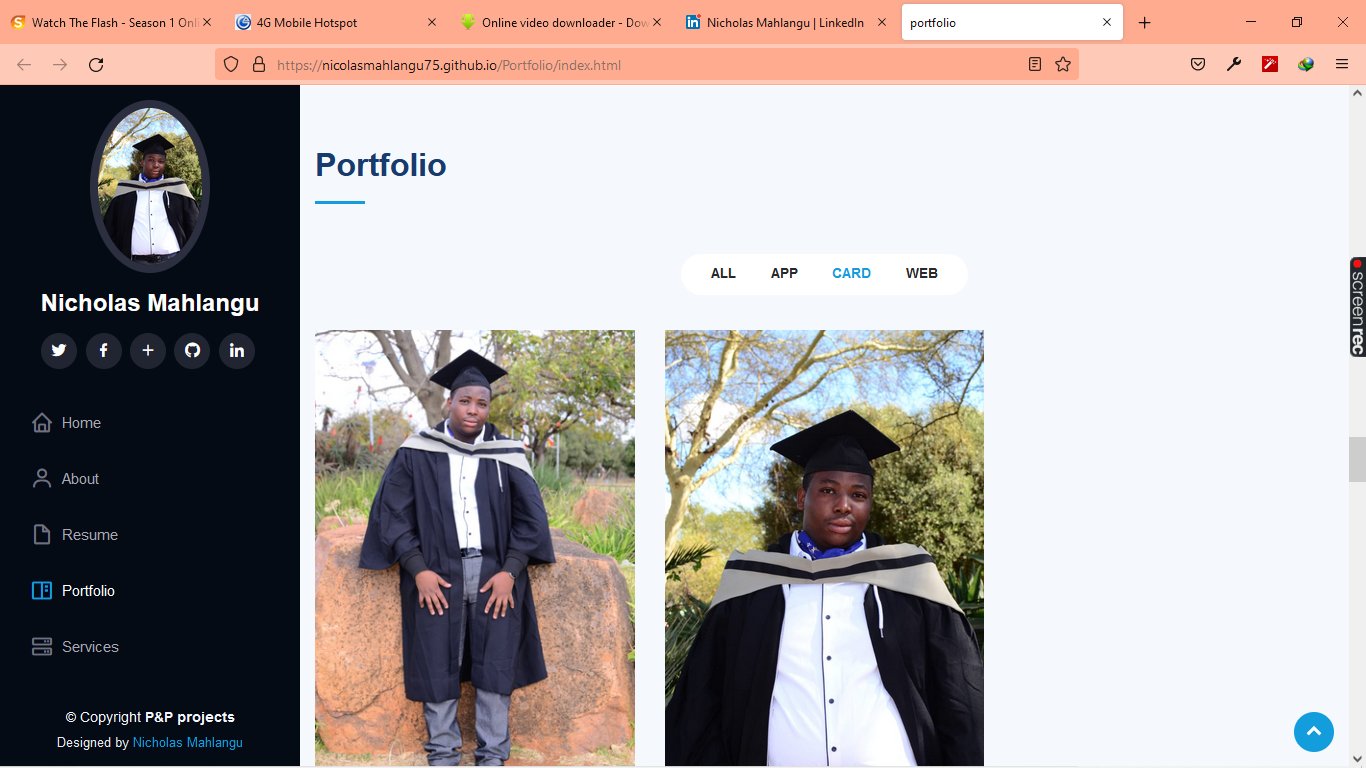 Watch The Flash - Season 1 Onli
4G Mobile Hotspot
Online video downloader - Dow
Nicholas Mahlangu | LinkedIn
portfolio
https://nicolasmahlangu75.github.io/Portfolio/index.html
Nicholas Mahlangu
Home
About
Resume
Portfolio
Services
© Copyright P&P projects
Designed by Nicholas Mahlangu
Portfolio
ALL APP CARD WEB
screenrec